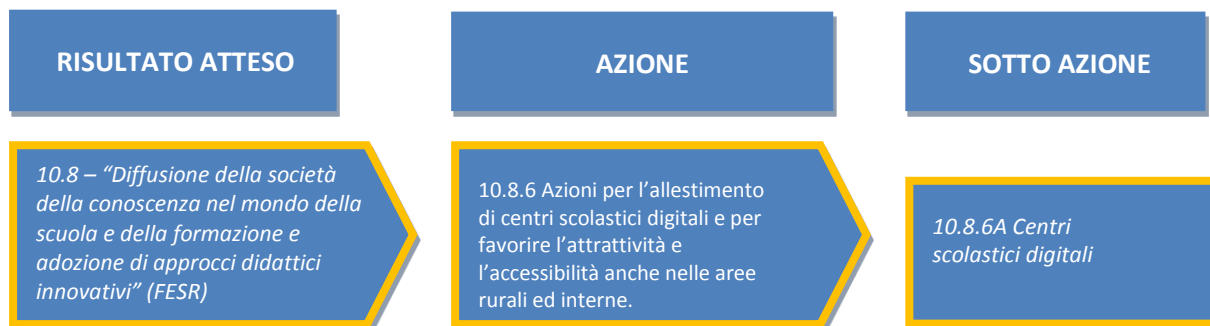 RISULTATO ATTESO
AZIONE
SOTTO AZIONE
10.8 – “Diffusione della società
della conoscenza nel mondo della
scuola e della formazione e
adozione di approcci didattici
innovativi” (FESR)
10.8.6 Azioni per l’allestimento
di centri scolastici digitali e per
favorire l’attrattività e
l’accessibilità anche nelle aree
rurali ed interne.
10.8.6A Centri
scolastici digitali